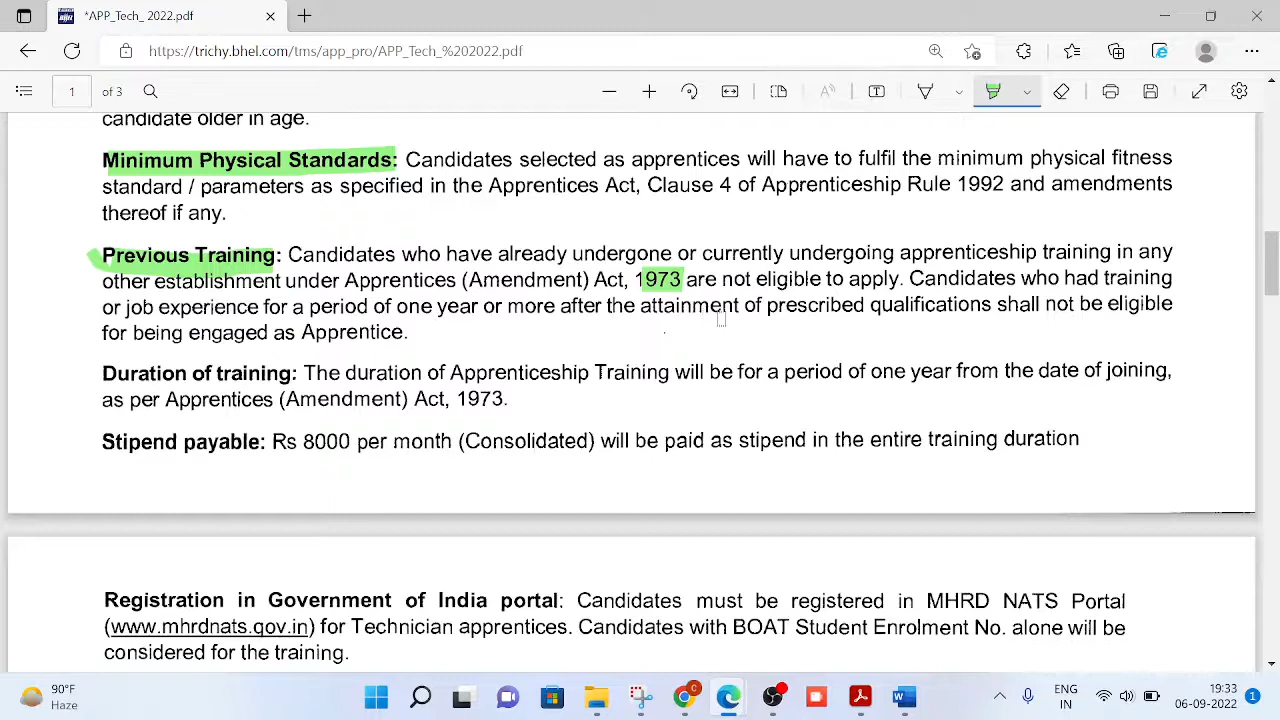 *APP_Tech_ 2022.pdf
https://trichy.bhel.com/tms/app_pro/APP_Tech_%202022.pdf
1 of 3
candidate older in age.
Minimum Physical Standards: Candidates selected as apprentices will have to fulfil the minimum physical fitness
standard / parameters as specified in the Apprentices Act, Clause 4 of Apprenticeship Rule 1992 and amendments
thereof if any.
Previous Training: Candidates who have already undergone or currently undergoing apprenticeship training in any
other establishment under Apprentices (Amendment) Act, 1973 are not eligible to apply. Candidates who had training
or job experience for a period of one year or more after the attainment of prescribed qualifications shall not be eligible
for being engaged as Apprentice.
Duration of training: The duration of Apprenticeship Training will be for a period of one year from the date of joining,
as per Apprentices (Amendment) Act, 1973.
Stipend payable: Rs 8000 per month (Consolidated) will be paid as stipend in the entire training duration
Registration in Government of India portal: Candidates must be registered in MHRD NATS Portal
(www.mhrdnats.gov.in) for Technician apprentices. Candidates with BOAT Student Enrolment No. alone will be
considered for the training.
90°F
Haze
ENG
IN
19:33
06-09-2022